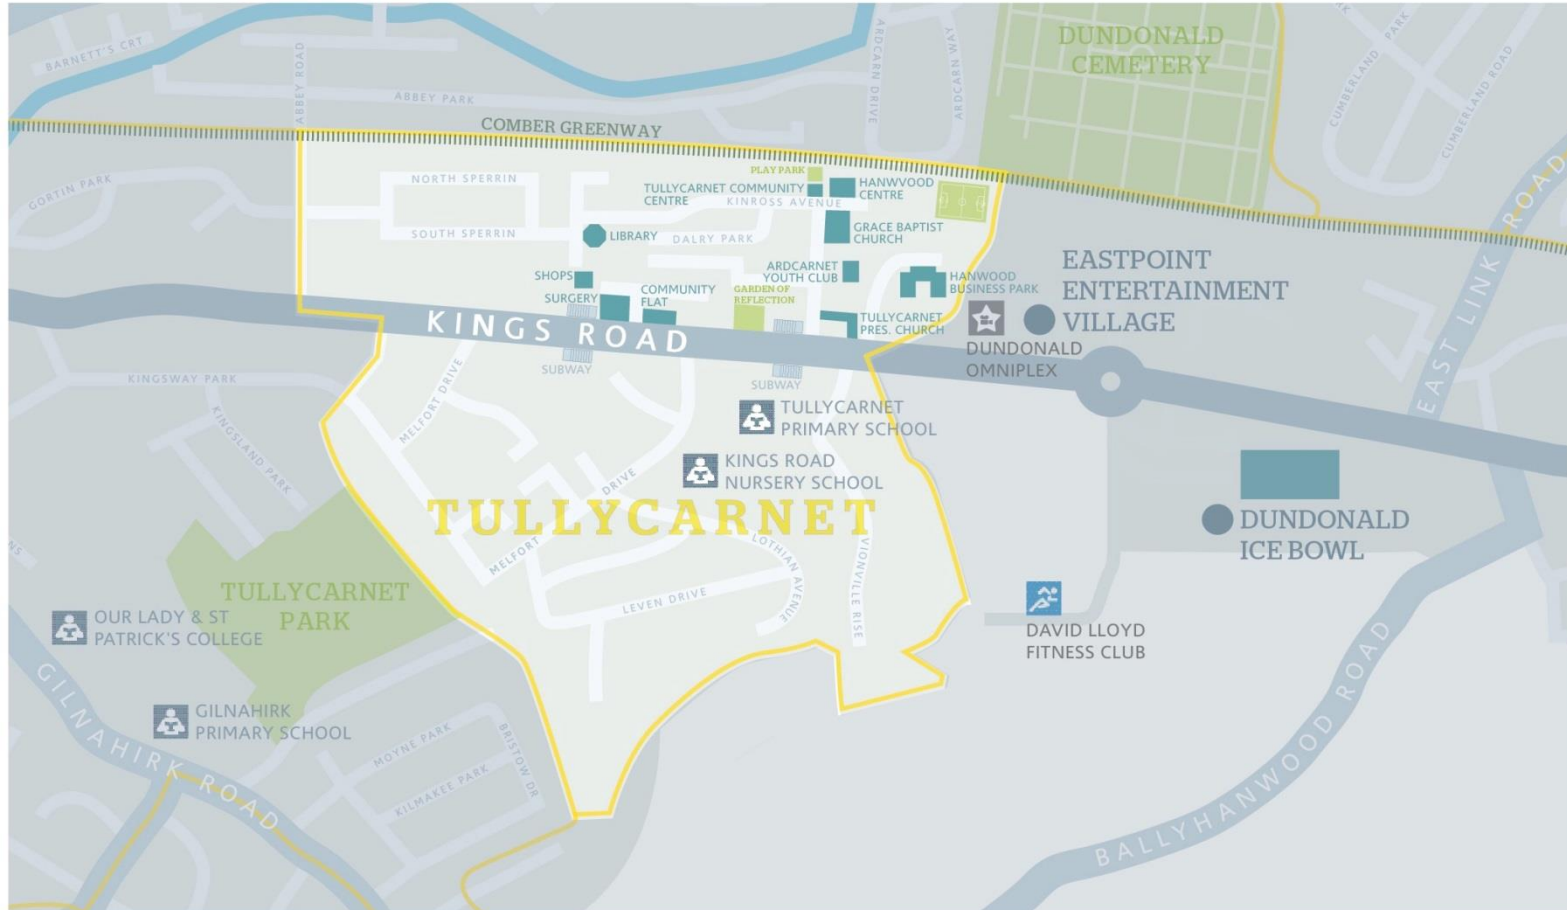 BARNETT'S CRT
ABBEY ROAD
ABBEY PARK
ARDCARN DRIVE
ARDCARN WAY
DUNDONALD
CEMETERY
CUMBERLAND PARK
CUMBERLAND ROAD
COMBER GREENWAY
GORTIN PARK
NORTH SPERRIN
SOUTH SPERRIN
PLAY PARK
TULLYCARNET COMMUNITY
CENTRE
HANWVOOD
CENTRE
KINROSS AVENUE
LIBRARY
DALRY PARK
GRACE BAPTIST
CHURCH
ARDCARNET
YOUTH CLUB
SHOPS
SURGERY
COMMUNITY
FLAT
GARDEN OF
REFLECTION
HANWOOD
BUSINESS PARK
TULLYCARNET
PRES. CHURCH
EASTPOINT
ENTERTAINMENT
VILLAGE
DUNDONALD
OMNIPLEX
EAST LINK ROAD
KINGS ROAD
SUBWAY
SUBWAY
KINGSWAY PARK
KINGSLAND PARK
MELFORT DRIVE
TULLYCARNET
PRIMARY SCHOOL
KINGS ROAD
NURSERY SCHOOL
TULLYCARNET
MELFORT DRIVE
LOTHIAN AVENUE
VIONVILLE RISE
LEVEN DRIVE
DUNDONALD
ICE BOWL
NS
TULLYCARNET
PARK
OUR LADY & ST
PATRICK'S COLLEGE
DAVID LLOYD
FITNESS CLUB
GILNAHIRK
PRIMARY SCHOOL
GILNAHIRK ROAD
MOYNE PARK
KILMAKEE PARK
BRISTOW DR
BALLYHANWOOD ROAD